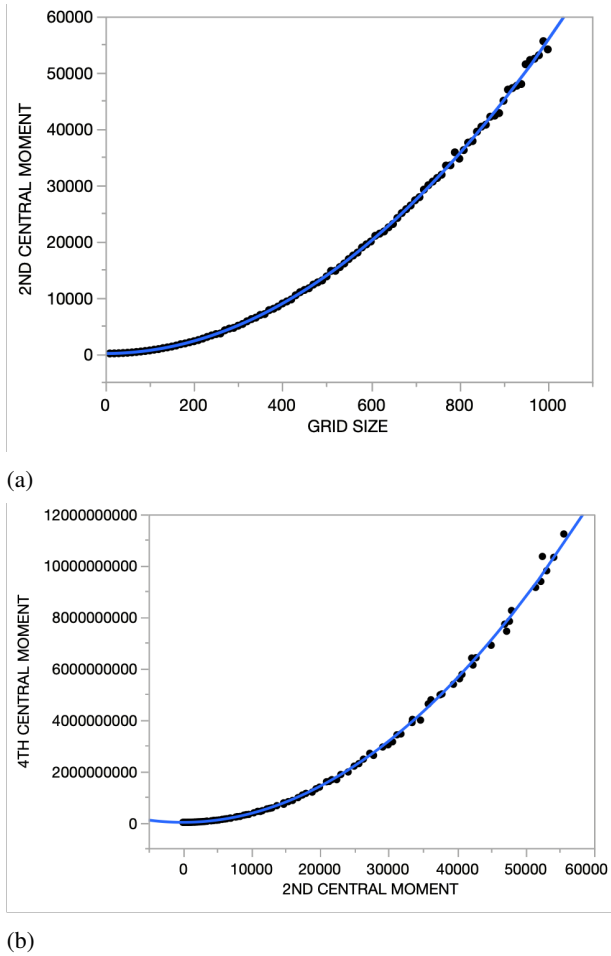 60000
50000
40000
30000
20000
10000
0
2ND CENTRAL MOMENT
0 200 400 600 800 1000
GRID SIZE
(a)
12000000000
10000000000
8000000000
6000000000
4000000000
2000000000
0
4TH CENTRAL MOMENT
0 10000 20000 30000 40000 50000 60000
2ND CENTRAL MOMENT
(b)